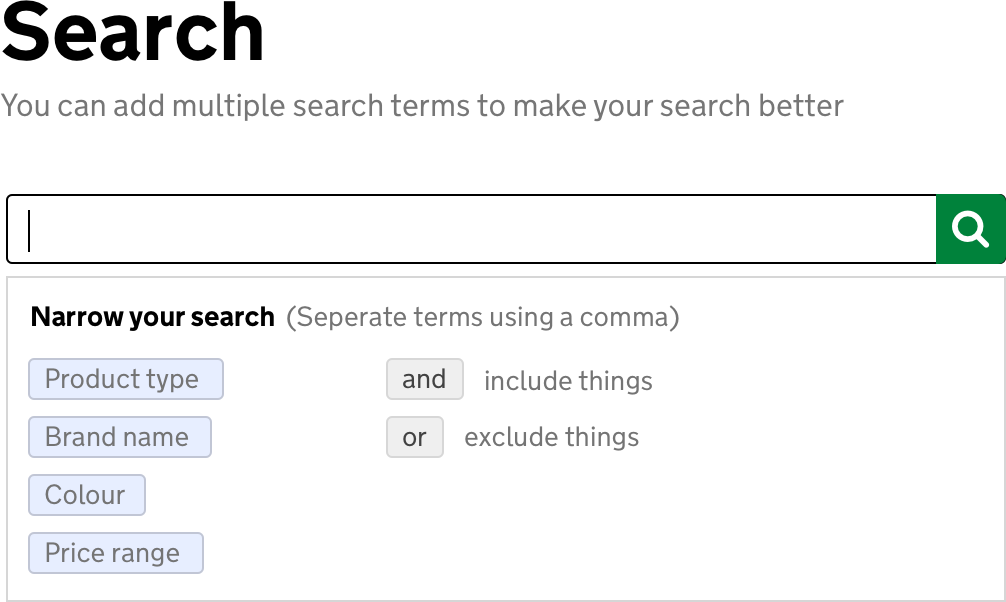 Search
You can add multiple search terms to make your search better
Narrow your search (Seperate terms using a comma)
Product type and include things
Brand name or exclude things
Colour
Price range